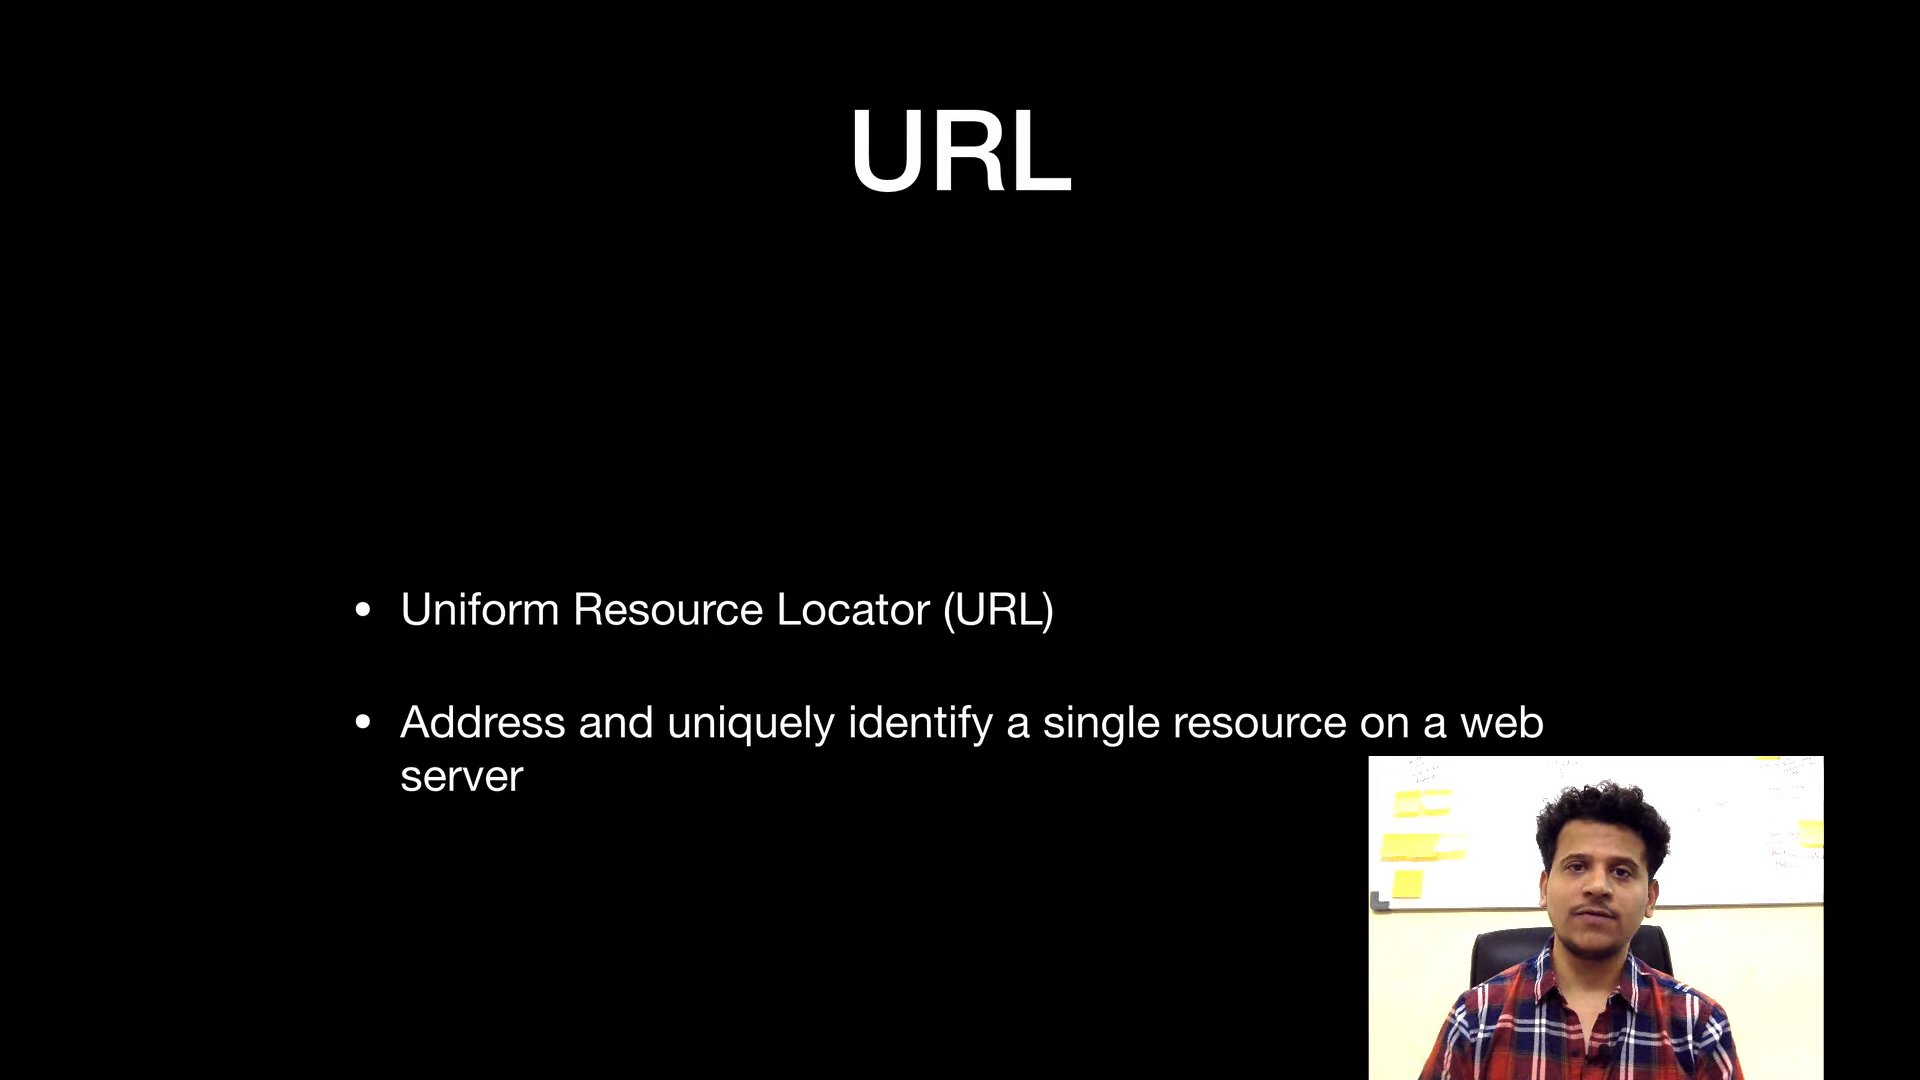 URL
• Uniform Resource Locator (URL)
• Address and uniquely identify a single resource on a web
server